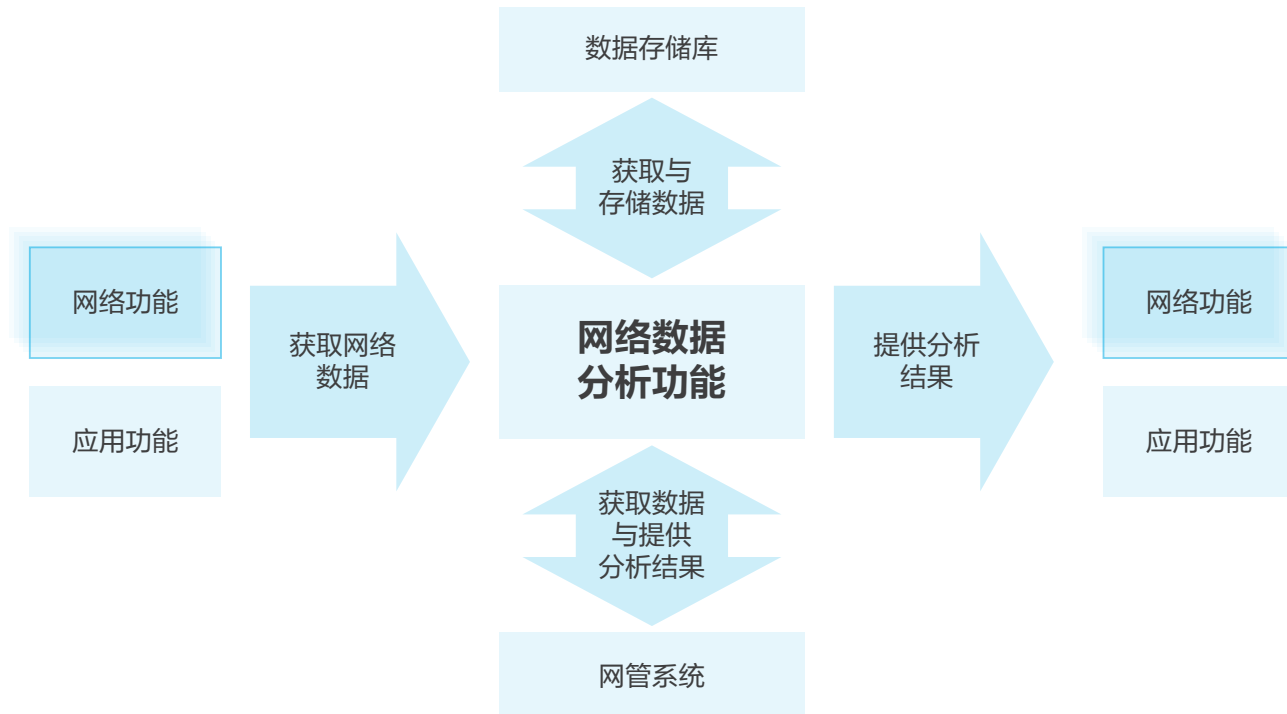 数据存储库
获取与
存储数据
网络功能
应用功能
获取网络
数据
网络数据
分析功能
提供分析
结果
网络功能
应用功能
获取数据
与提供
分析结果
网管系统